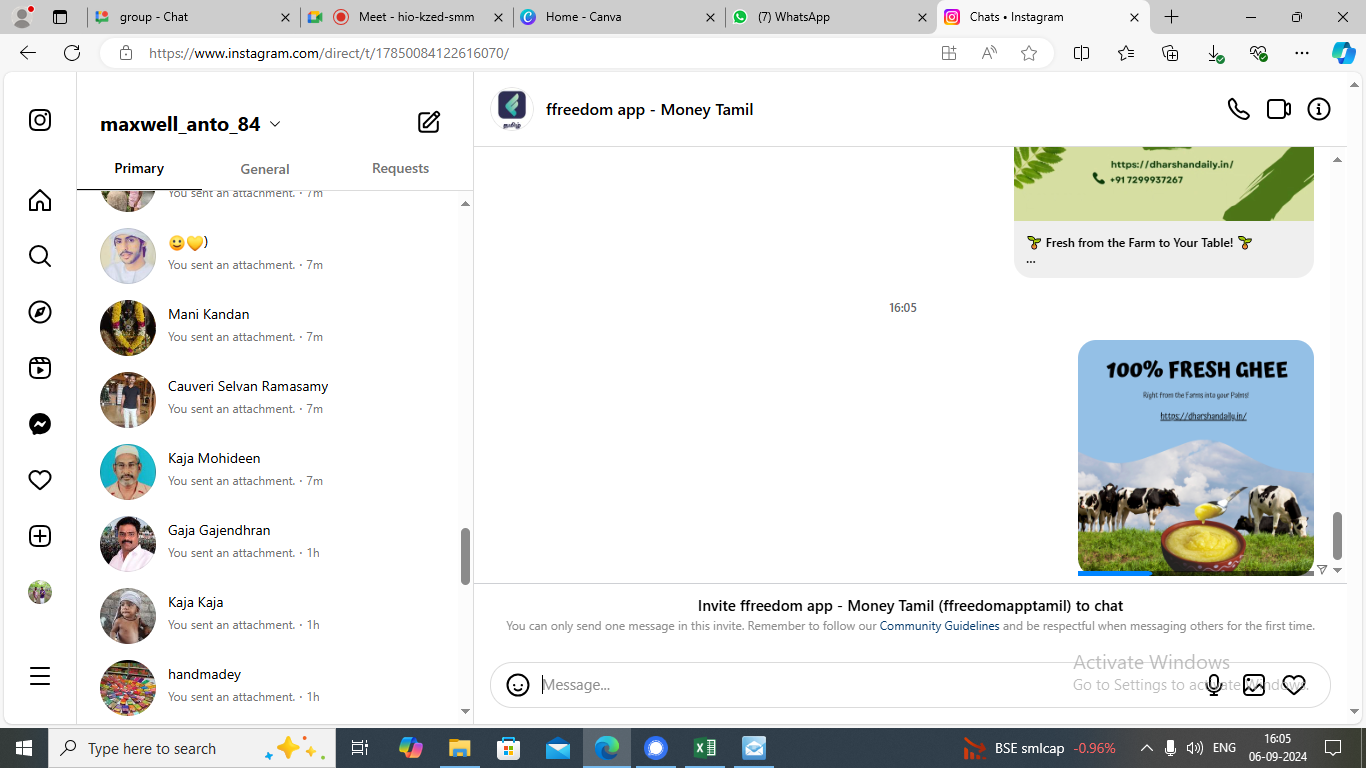 group - Chat
Meet - hio-kzed-smm
Home - Canva
(7) WhatsApp
Chats • Instagram
https://www.instagram.com/direct/t/17850084122616070/
maxwell_anto_84
Primary
General
Requests
You sent an attachment. · 7m
😉💛)
You sent an attachment. · 7m
Mani Kandan
You sent an attachment. · 7m
Cauveri Selvan Ramasamy
You sent an attachment. · 7m
Kaja Mohideen
You sent an attachment. · 7m
Gaja Gajendhran
You sent an attachment. · 1h
Kaja Kaja
You sent an attachment. · 1h
handmadey
You sent an attachment. · 1h
தமிழ்
ffreedom app - Money Tamil
https://dharshandaily.in/
+91 7299937267
🌱 Fresh from the Farm to Your Table! 🌱
...
16:05
100% FRESH GHEE
Right from the Farms into your Palms!
https://dharshandaily.in/
Invite ffreedom app - Money Tamil (ffreedomapptamil) to chat
You can only send one message in this invite. Remember to follow our Community Guidelines and be respectful when messaging others for the first time.
Message...
Activate Windows
Go to Settings to activate Windows.
Type here to search
BSE smlcap -0.96%
ENG
16:05
06-09-2024